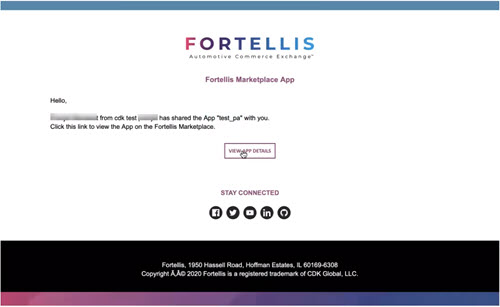 FORTELLIS
Automotive Commerce Exchange™
Fortellis Marketplace App
Hello,
from cdk test has shared the App "test_pa" with you.
Click this link to view the App on the Fortellis Marketplace.
VIEW APP DETAILS
STAY CONNECTED
Fortellis, 1950 Hassell Road, Hoffman Estates, IL 60169-6308
Copyright Ã‚Â© 2020 Fortellis is a registered trademark of CDK Global, LLC.